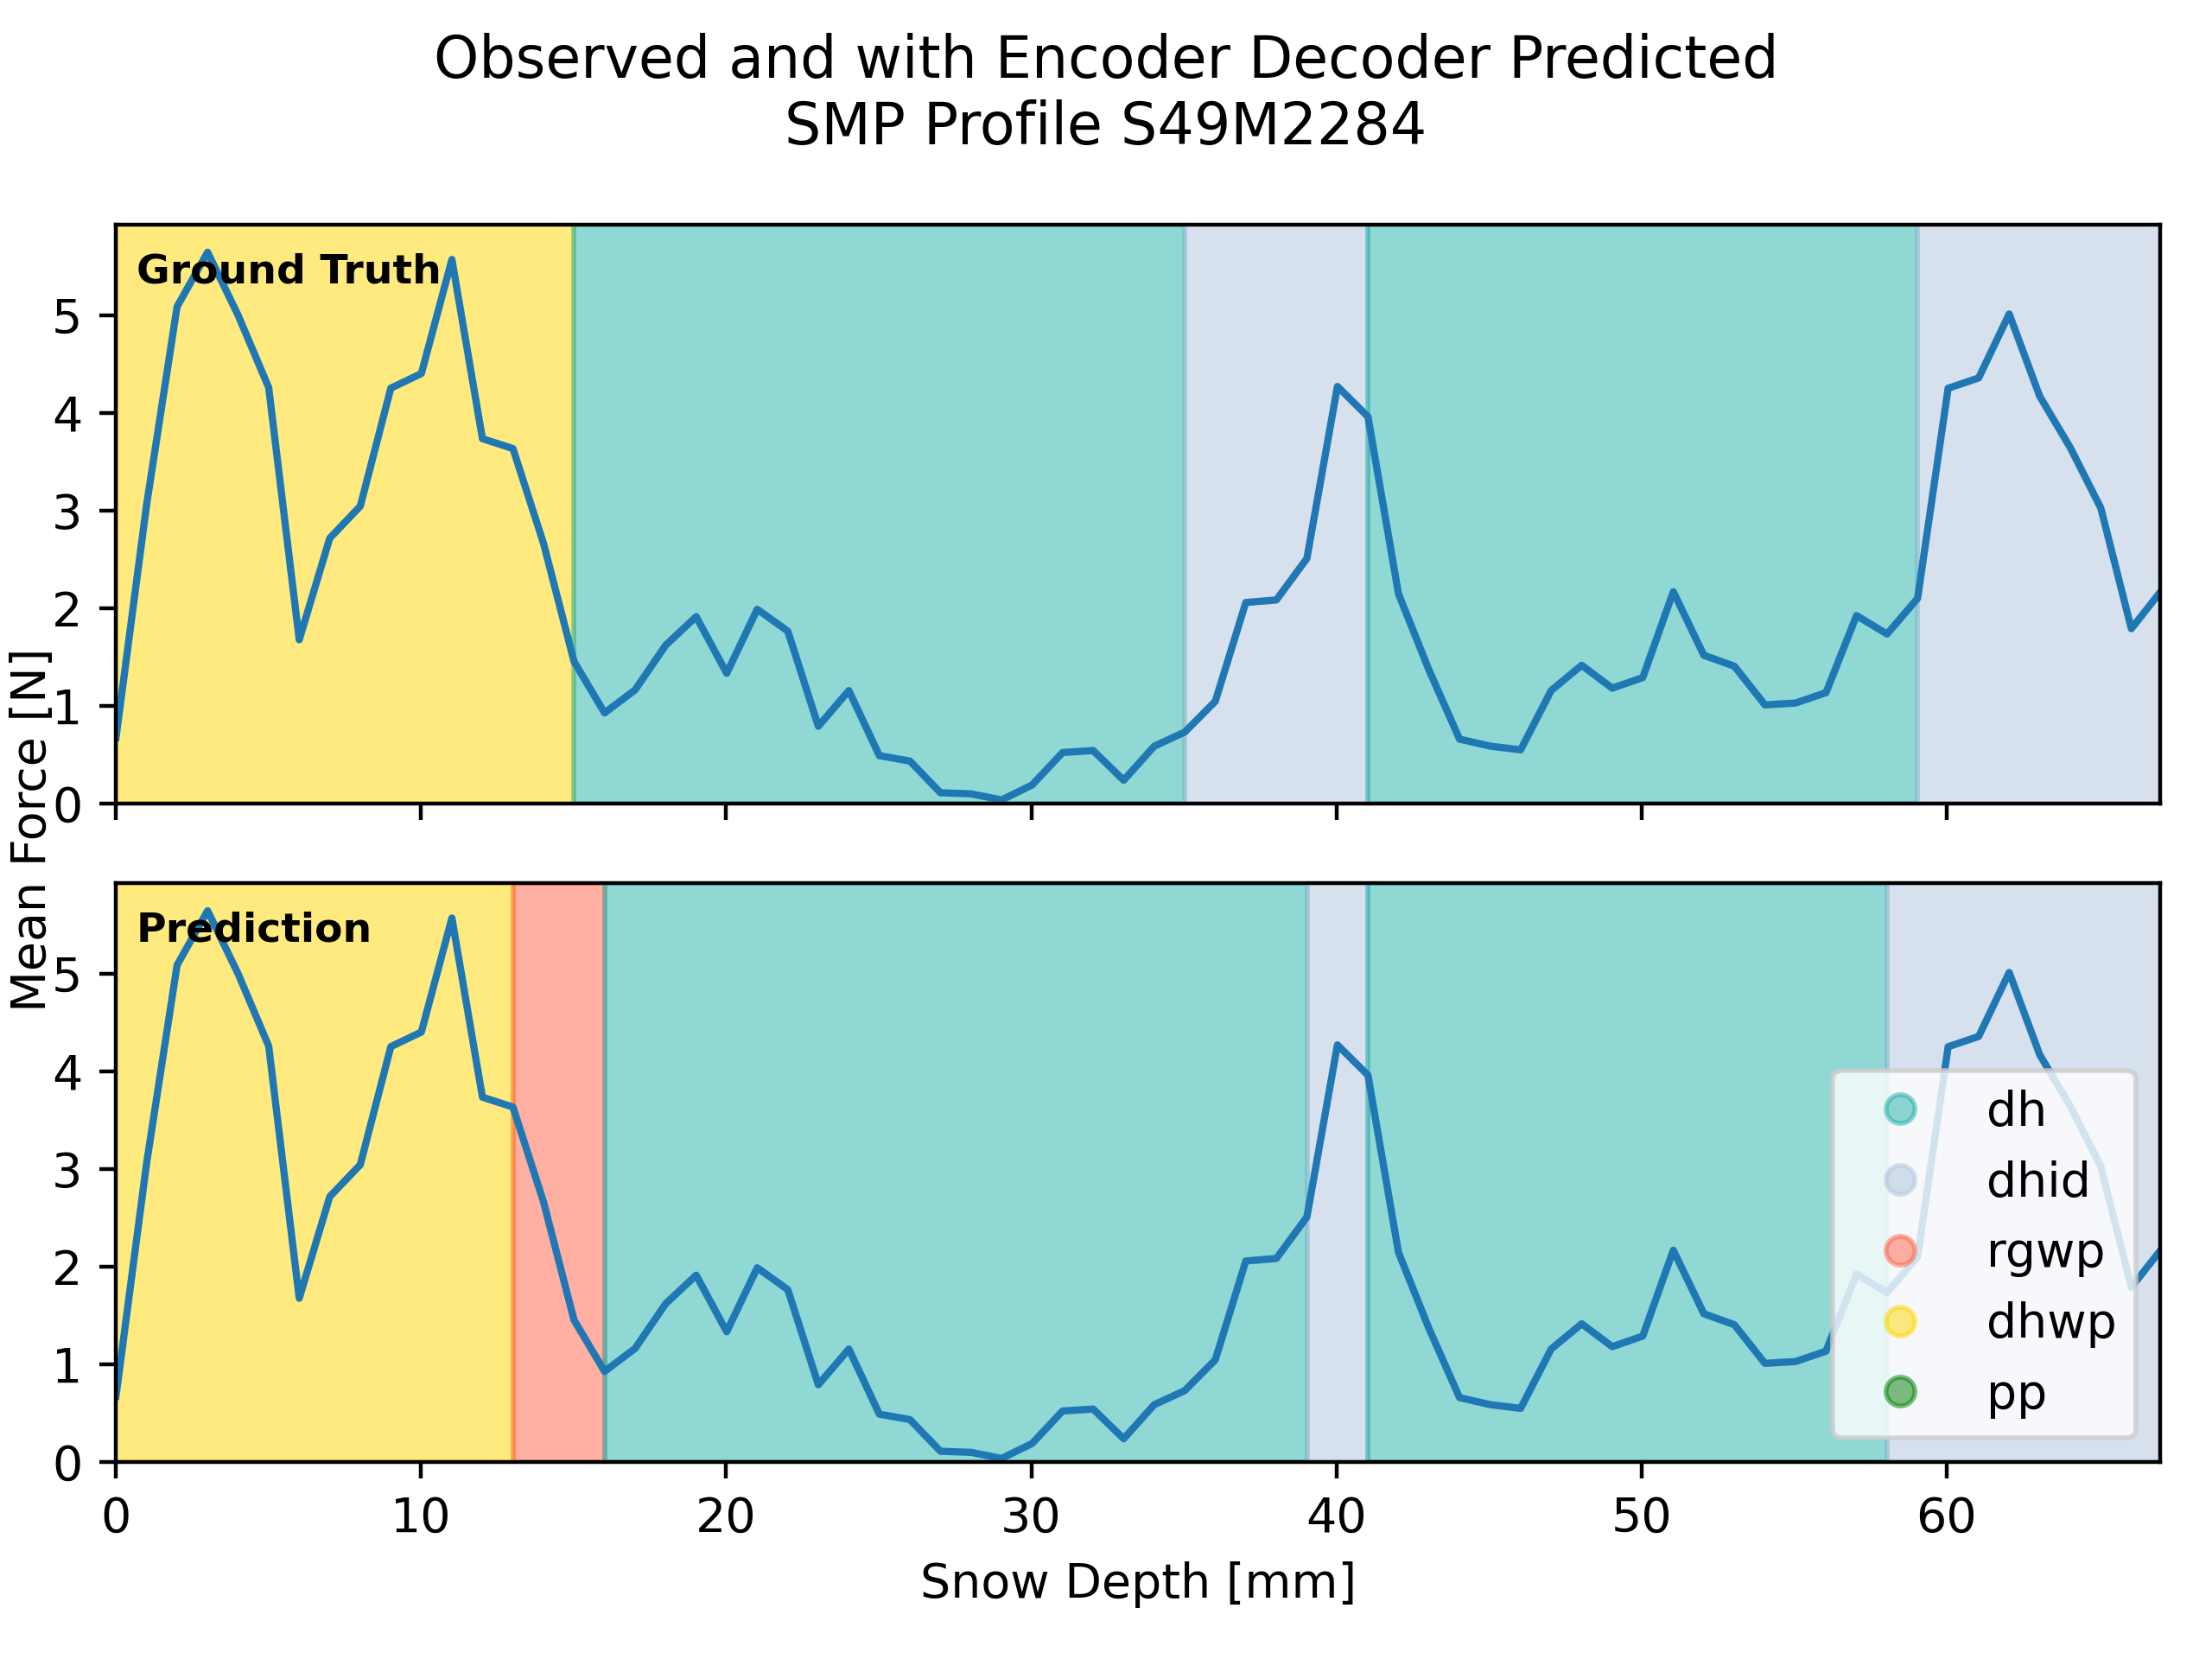 Observed and with Encoder Decoder Predicted
SMP Profile S49M2284
Mean Force [N]
Ground Truth
5
4
3
2
1
0
Prediction
5
4
3
2
1
0
dh
dhid
rgwp
dhwp
pp
0 10 20 30 40 50 60
Snow Depth [mm]